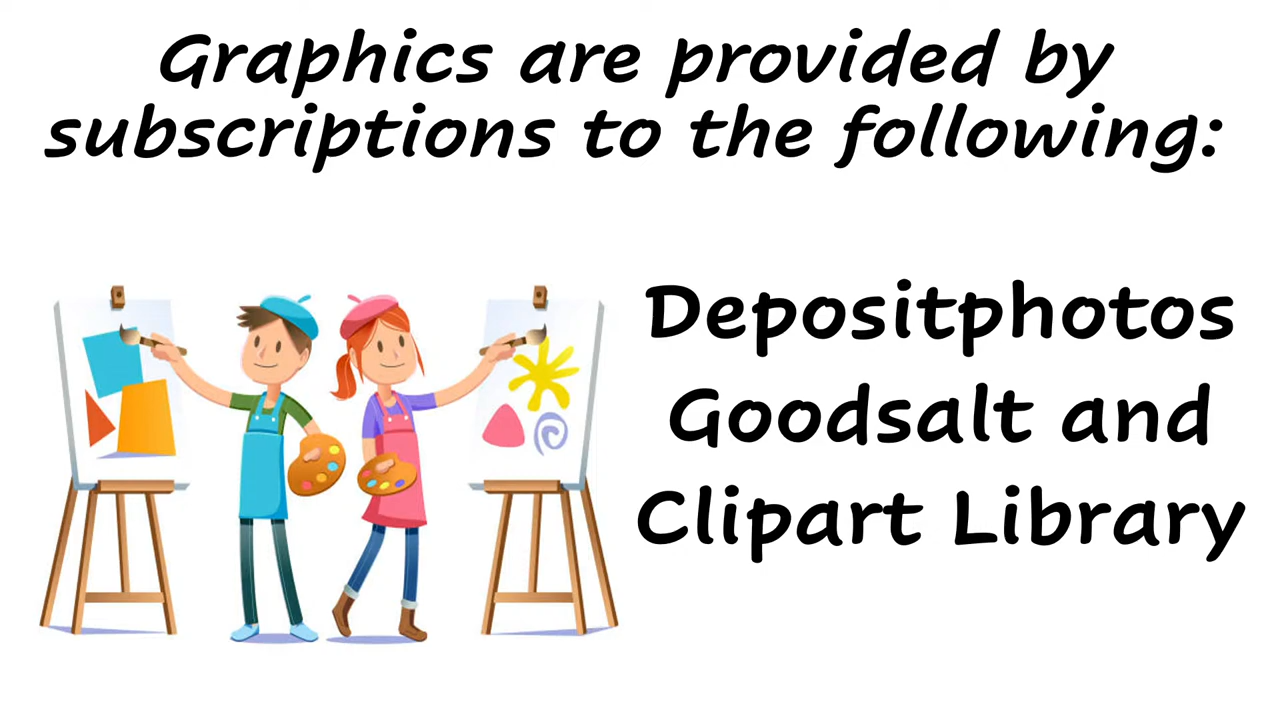 Graphics are provided by
subscriptions to the following:
Depositphotos
Goodsalt and
Clipart Library